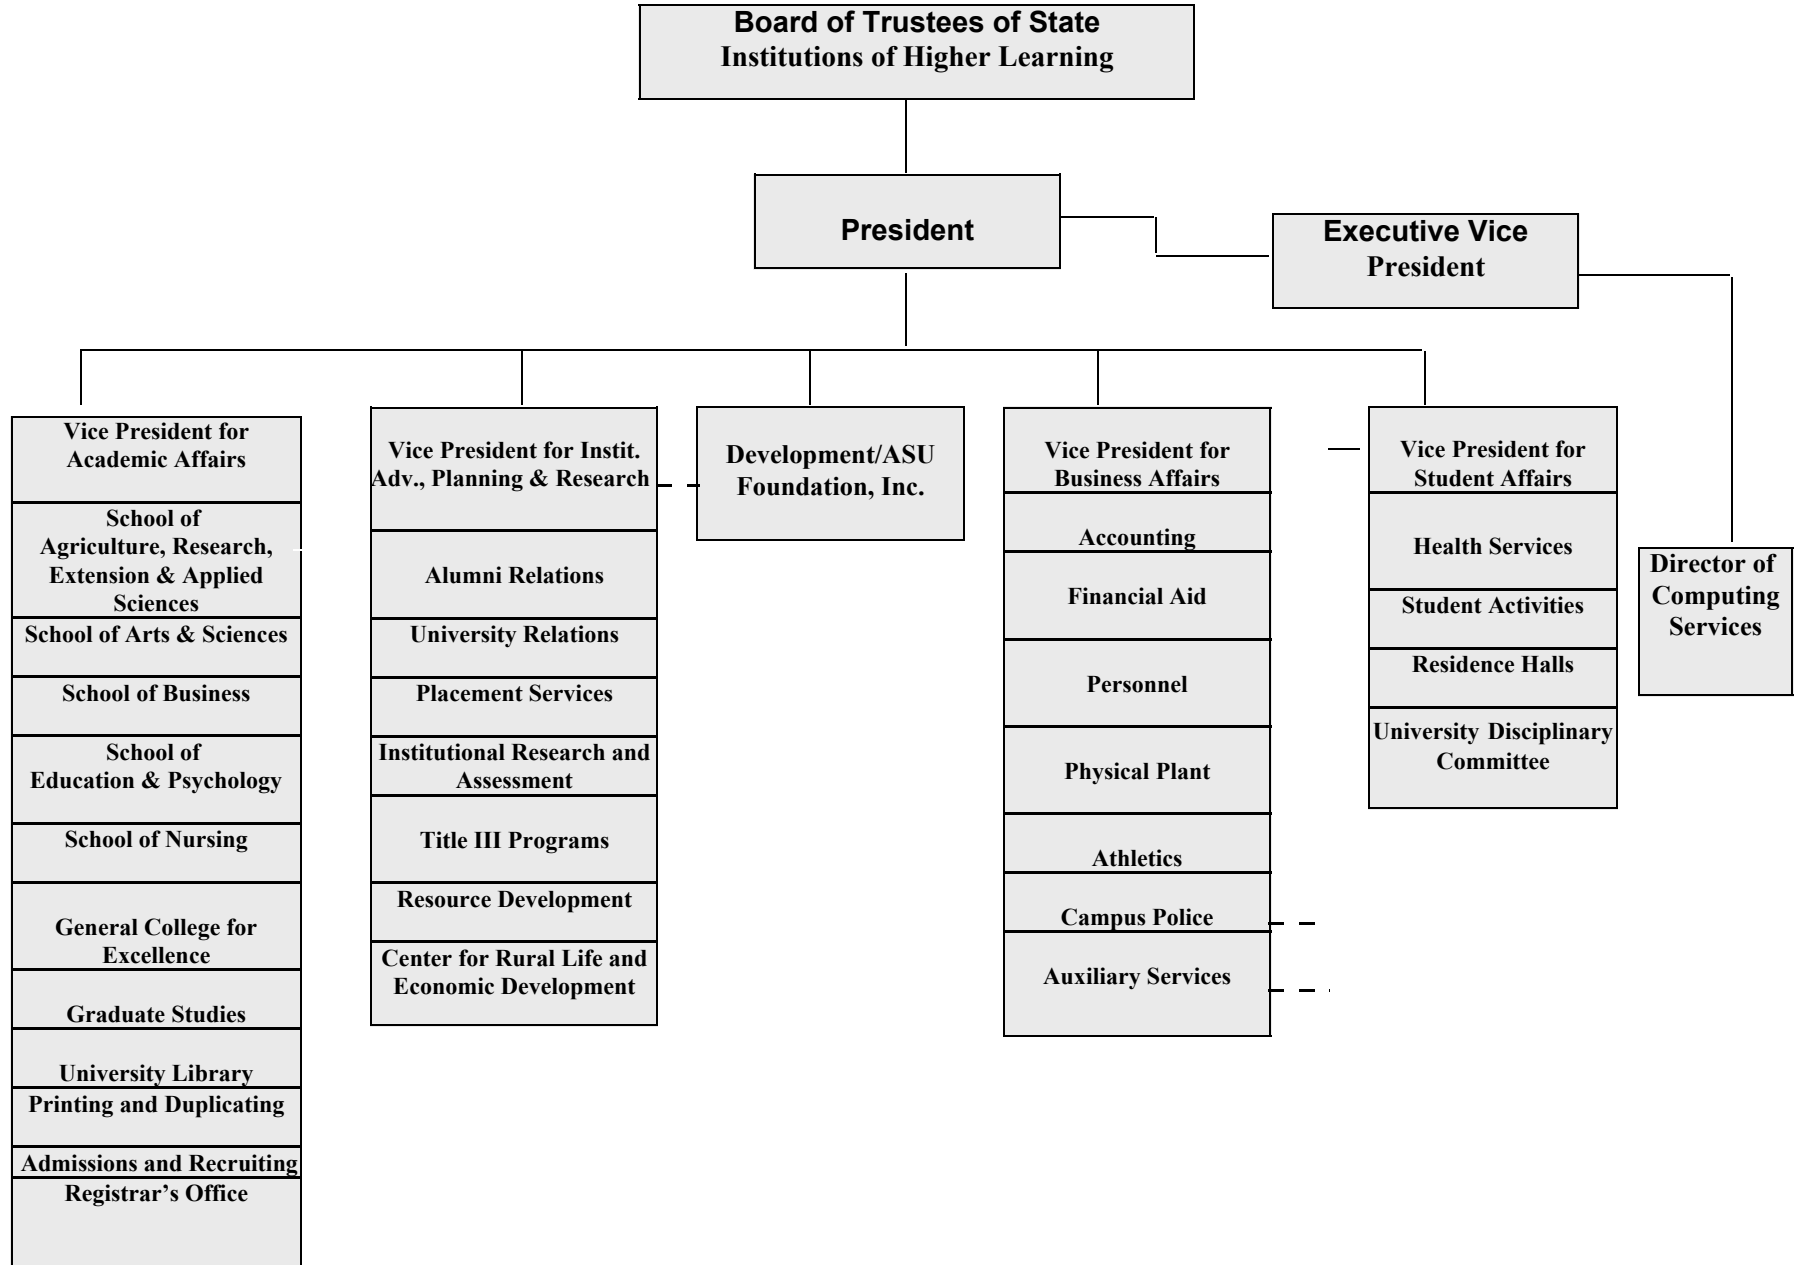 Board of Trustees of State
Institutions of Higher Learning
President
Executive Vice
President
Vice President for
Academic Affairs
School of
Agriculture, Research,
Extension & Applied
Sciences
School of Arts & Sciences
School of Business
School of
Education & Psychology
School of Nursing
General College for
Excellence
Graduate Studies
University Library
Printing and Duplicating
Admissions and Recruiting
Registrar’s Office
Vice President for Instit.
Adv., Planning & Research
Alumni Relations
University Relations
Placement Services
Institutional Research and
Assessment
Title III Programs
Resource Development
Center for Rural Life and
Economic Development
Development/ASU
Foundation, Inc.
Vice President for
Business Affairs
Accounting
Financial Aid
Personnel
Physical Plant
Athletics
Campus Police
Auxiliary Services
Vice President for
Student Affairs
Health Services
Student Activities
Residence Halls
University Disciplinary
Committee
Director of
Computing
Services